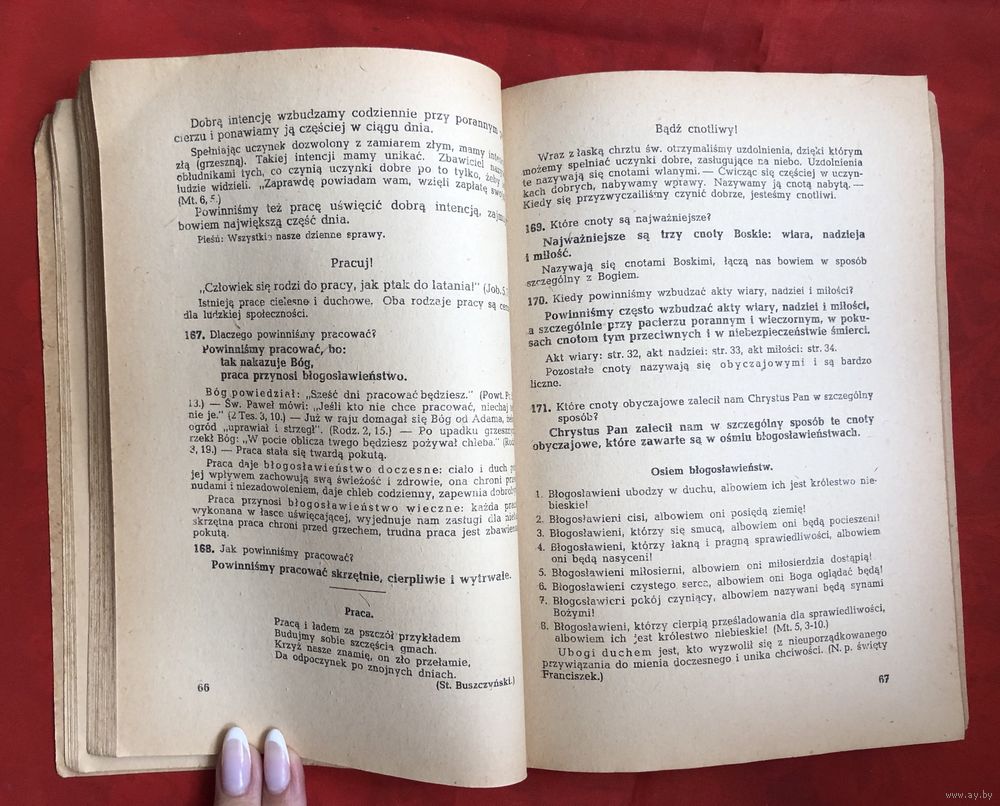 Dobrą intencję wzbudzamy codziennie przy porannym
cierzu i ponawiamy ją częściej w ciągu dnia.
Spełniając uczynek dozwolony z zamiarem złym, mamy
złą (grzeszną). Takiej intencji mamy unikać. Zbawiciel
obłudnikami tych, co czynią uczynki dobre po to tylko, żeby
ludzie widzieli. „Zaprawdę powiadam wam, wzięli zapłatę
(Mt. 6, 5.)
Powinniśmy też pracę uświęcić dobrą intencją,
bowiem największą część dnia.
Pieśń: Wszystkie nasze dzienne sprawy.
Pracuj!
„Człowiek się rodzi do pracy, jak ptak do latania!" (Job.
Istnieją prace cielesne i duchowe. Oba rodzaje pracy są
dla ludzkiej społeczności.
167. Dlaczego powinniśmy pracować?
Powinniśmy pracować, bo:
tak nakazuje Bóg,
praca przynosi błogosławieństwo.
Bóg powiedział: „Sześć dni pracować będziesz." (Powt.
13.) — Św. Paweł mówi: „Jeśli kto nie chce pracować, niechaj
nie je." (2 Tes. 3, 10.) — Już w raju domagał się Bóg od Adama,
ogród „uprawiał i strzegł". (Rodz. 2, 15.) — Po upadku
rzekł Bóg: „W pocie oblicza twego będziesz pożywał chleba."
3, 19.) — Praca stała się twardą pokutą.
Praca daje błogosławieństwo doczesne: ciało i duch
jej wpływem zachowują swą świeżość i zdrowie, ona chroni
nudami i niezadowoleniem, daje chleb codzienny, zapewnia
Praca przynosi błogosławieństwo wieczne: każda
wykonana w łasce uświęcającej, wyjednuje nam zasługi dla
skrzętna praca chroni przed grzechem, trudna praca jest
pokutą.
168. Jak powinniśmy pracować?
Powinniśmy pracować skrzętnie, cierpliwie i wytrwale.
Praca.
Pracą i ładem za pszczół przykładem
Budujmy sobie szczęścia gmach.
Krzyż nasze znamię, on zło przełamie,
Da odpoczynek po znojnych dniach.
(St. Buszczyński.)
66
Bądź cnotliwy!
Wraz z łaską chrztu św. otrzymaliśmy uzdolnienia, dzięki którym
możemy spełniać uczynki dobre, zasługujące na niebo. Uzdolnienia
te nazywają się cnotami wlanymi. — Ćwicząc się częściej w uczyn-
kach dobrych, nabywamy wprawy. Nazywamy ją cnotą nabytą. —
Kiedy się przyzwyczailiśmy czynić dobrze, jesteśmy cnotliwi.
169. Które cnoty są najważniejsze?
Najważniejsze są trzy cnoty Boskie: wiara, nadzieja
i miłość.
Nazywają się cnotami Boskimi, łączą nas bowiem w sposób
szczególny z Bogiem.
170. Kiedy powinniśmy wzbudzać akty wiary, nadziei i miłości?
Powinniśmy często wzbudzać akty wiary, nadziei i miłości,
a szczególnie przy pacierzu porannym i wieczornym, w poku-
sach cnotom tym przeciwnych i w niebezpieczeństwie śmierci.
Akt wiary: str. 32, akt nadziei: str. 33, akt miłości: str. 34.
Pozostałe cnoty nazywają się obyczajowymi i są bardzo
liczne.
171. Które cnoty obyczajowe zalecił nam Chrystus Pan w szczególny
sposób?
Chrystus Pan zalecił nam w szczególny sposób te cnoty
obyczajowe, które zawarte są w ośmiu błogosławieństwach.
Osiem błogosławieństw.
1. Błogosławieni ubodzy w duchu, albowiem ich jest królestwo nie-
bieskie!
2. Błogosławieni cisi, albowiem oni posiędą ziemię!
3. Błogosławieni, którzy się smucą, albowiem oni będą pocieszeni!
4. Błogosławieni, którzy łakną i pragną sprawiedliwości, albowiem
oni będą nasyceni!
5. Błogosławieni miłosierni, albowiem oni miłosierdzia dostąpią!
6. Błogosławieni czystego serca, albowiem oni Boga oglądać będą!
7. Błogosławieni pokój czyniący, albowiem nazywani będą synami
Bożymi!
8. Błogosławieni, którzy cierpią prześladowania dla sprawiedliwości,
albowiem ich jest królestwo niebieskie! (Mt. 5, 3-10.)
Ubogi duchem jest, kto wyzwolił się z nieuporządkowanego
przywiązania do mienia doczesnego i unika chciwości. (N. p. święty
Franciszek.)
67
www.ay.by